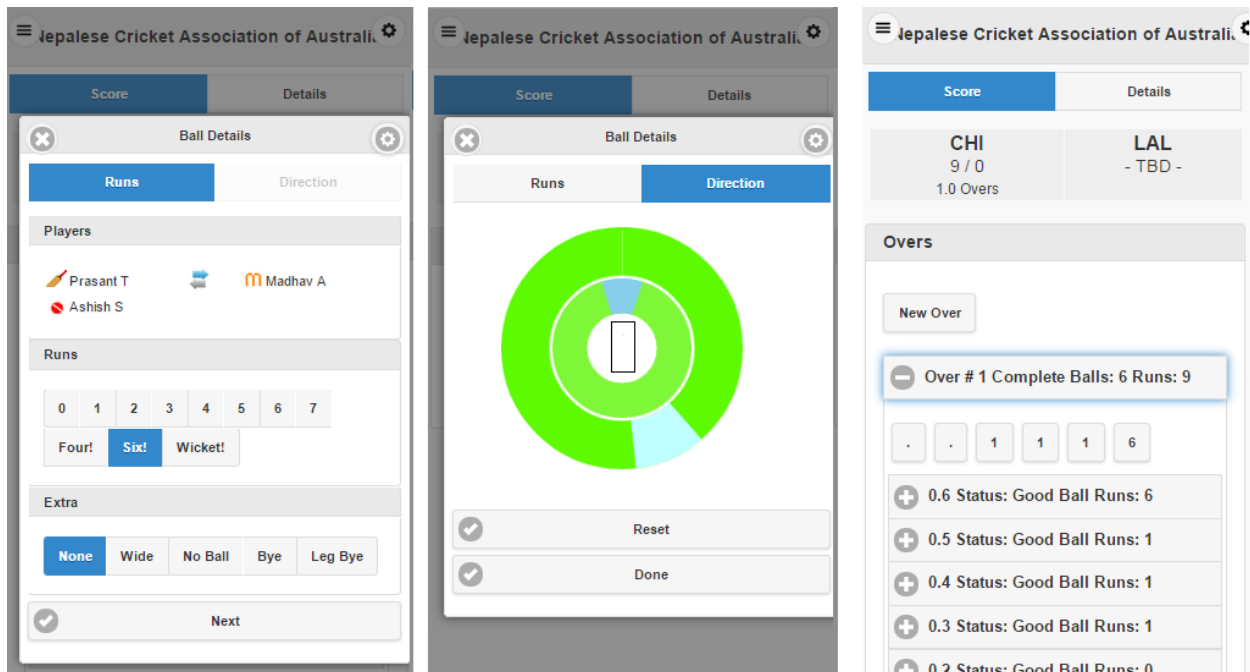 Nepalese Cricket Association of Australi
Score Details
Ball Details
Runs Direction
Players
Prasant T Madhav A
Ashish S
Runs
0 1 2 3 4 5 6 7
Four! Six! Wicket!
Extra
None Wide No Ball Bye Leg Bye
Next
Nepalese Cricket Association of Australi
Score Details
Ball Details
Runs Direction
Reset
Done
Nepalese Cricket Association of Australi
Score Details
CHI LAL
9 / 0 - TBD -
1.0 Overs
Overs
New Over
Over # 1 Complete Balls: 6 Runs: 9
. . 1 1 1 6
0.6 Status: Good Ball Runs: 6
0.5 Status: Good Ball Runs: 1
0.4 Status: Good Ball Runs: 1
0.3 Status: Good Ball Runs: 1
0.2 Status: Good Ball Runs: 0